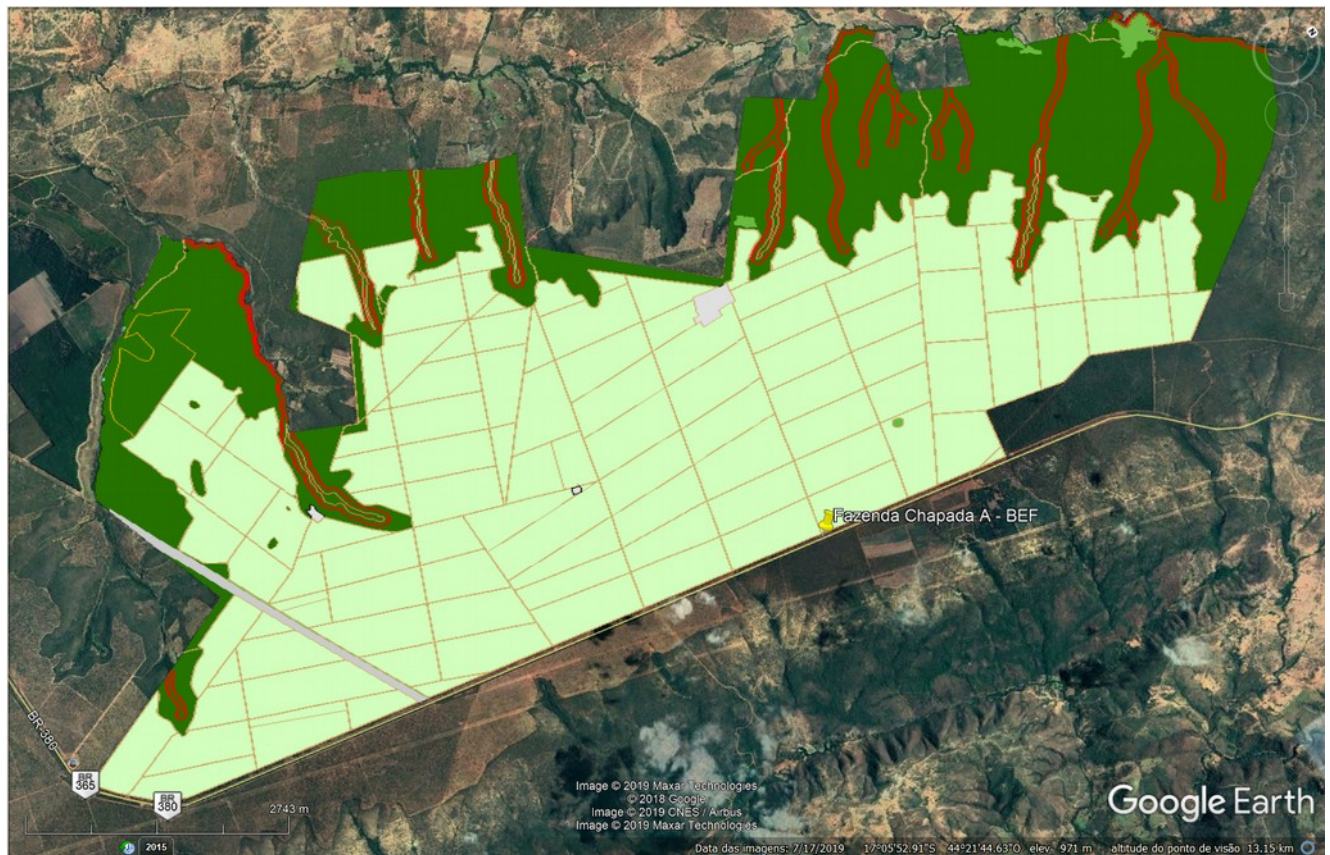 Fazenda Chapada A - BEF
BR-380
BR
365
BR
380
2743 m
Image © 2019 Maxar Technologies
© 2018 Google
Image © 2019 CNES / Airbus
Image © 2019 Maxar Technologies
Google Earth
2015
Data das imagens: 7/17/2019 17°05'52.91"S 44°21'44.63"O elev 971 m altitude do ponto de visão 13.15 km